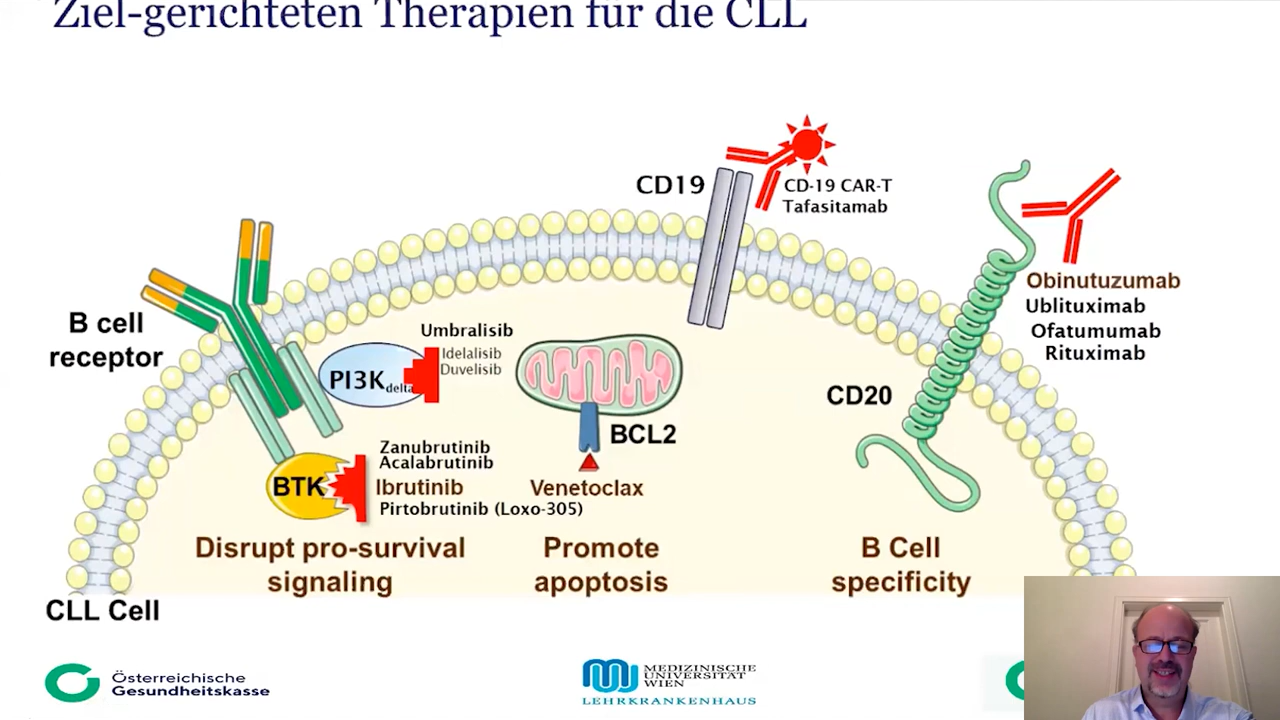 Ziel-gerichteten Therapien für die CLL
CD19
CD-19 CAR-T
Tafasitamab
Obinutuzumab
Ublituximab
Ofatumumab
Rituximab
B cell
receptor
Umbralisib
Idelalisib
Duvelisib
PI3Kdelta
BCL2
CD20
Zanubrutinib
Acalabrutinib
BTK
Ibrutinib
Pirtobrutinib (Loxo-305)
Venetoclax
Disrupt pro-survival
signaling
Promote
apoptosis
B Cell
specificity
CLL Cell
Österreichische
Gesundheitskasse
MEDIZINISCHE
UNIVERSITÄT
WIEN
LEHRKRANKENHAUS